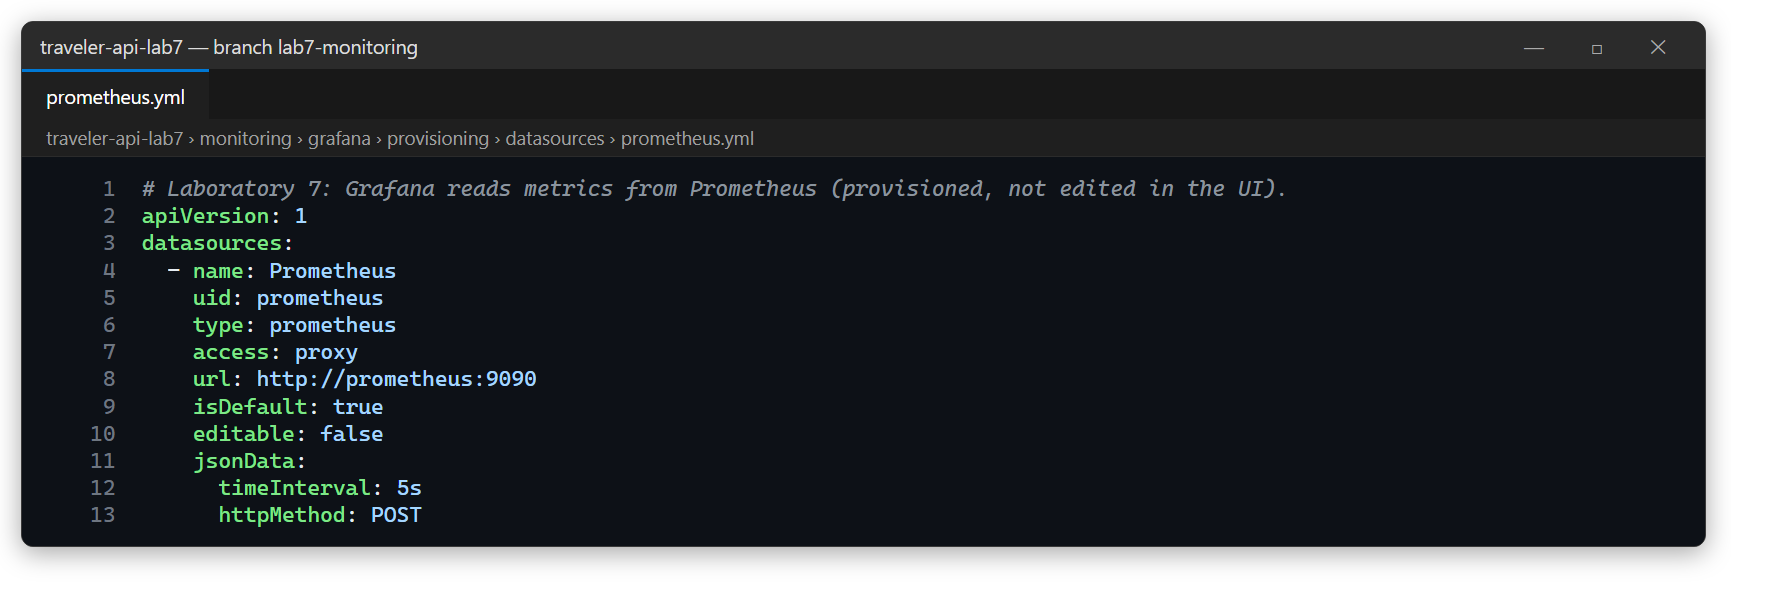 traveler-api-lab7 — branch lab7-monitoring
prometheus.yml
traveler-api-lab7 › monitoring › grafana › provisioning › datasources › prometheus.yml
1 # Laboratory 7: Grafana reads metrics from Prometheus (provisioned, not edited in the UI).
2 apiVersion: 1
3 datasources:
4   - name: Prometheus
5     uid: prometheus
6     type: prometheus
7     access: proxy
8     url: http://prometheus:9090
9     isDefault: true
10     editable: false
11     jsonData:
12       timeInterval: 5s
13       httpMethod: POST